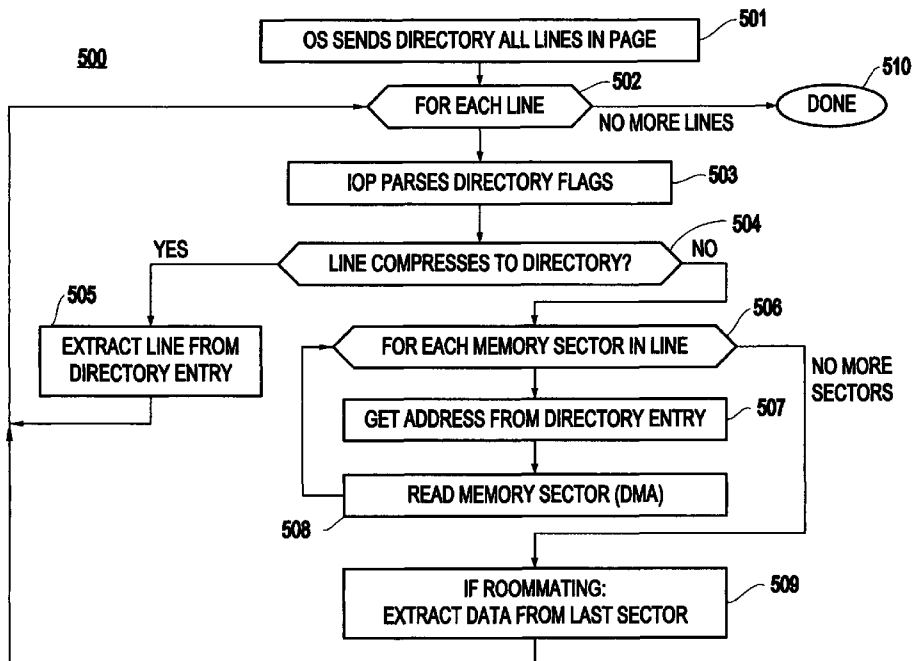 500
501
OS SENDS DIRECTORY ALL LINES IN PAGE
502
FOR EACH LINE
NO MORE LINES
510
DONE
IOP PARSES DIRECTORY FLAGS
503
504
YES
LINE COMPRESSES TO DIRECTORY?
NO
505
EXTRACT LINE FROM
DIRECTORY ENTRY
506
FOR EACH MEMORY SECTOR IN LINE
NO MORE
SECTORS
GET ADDRESS FROM DIRECTORY ENTRY
507
READ MEMORY SECTOR (DMA)
508
IF ROOMMATING:
EXTRACT DATA FROM LAST SECTOR
509